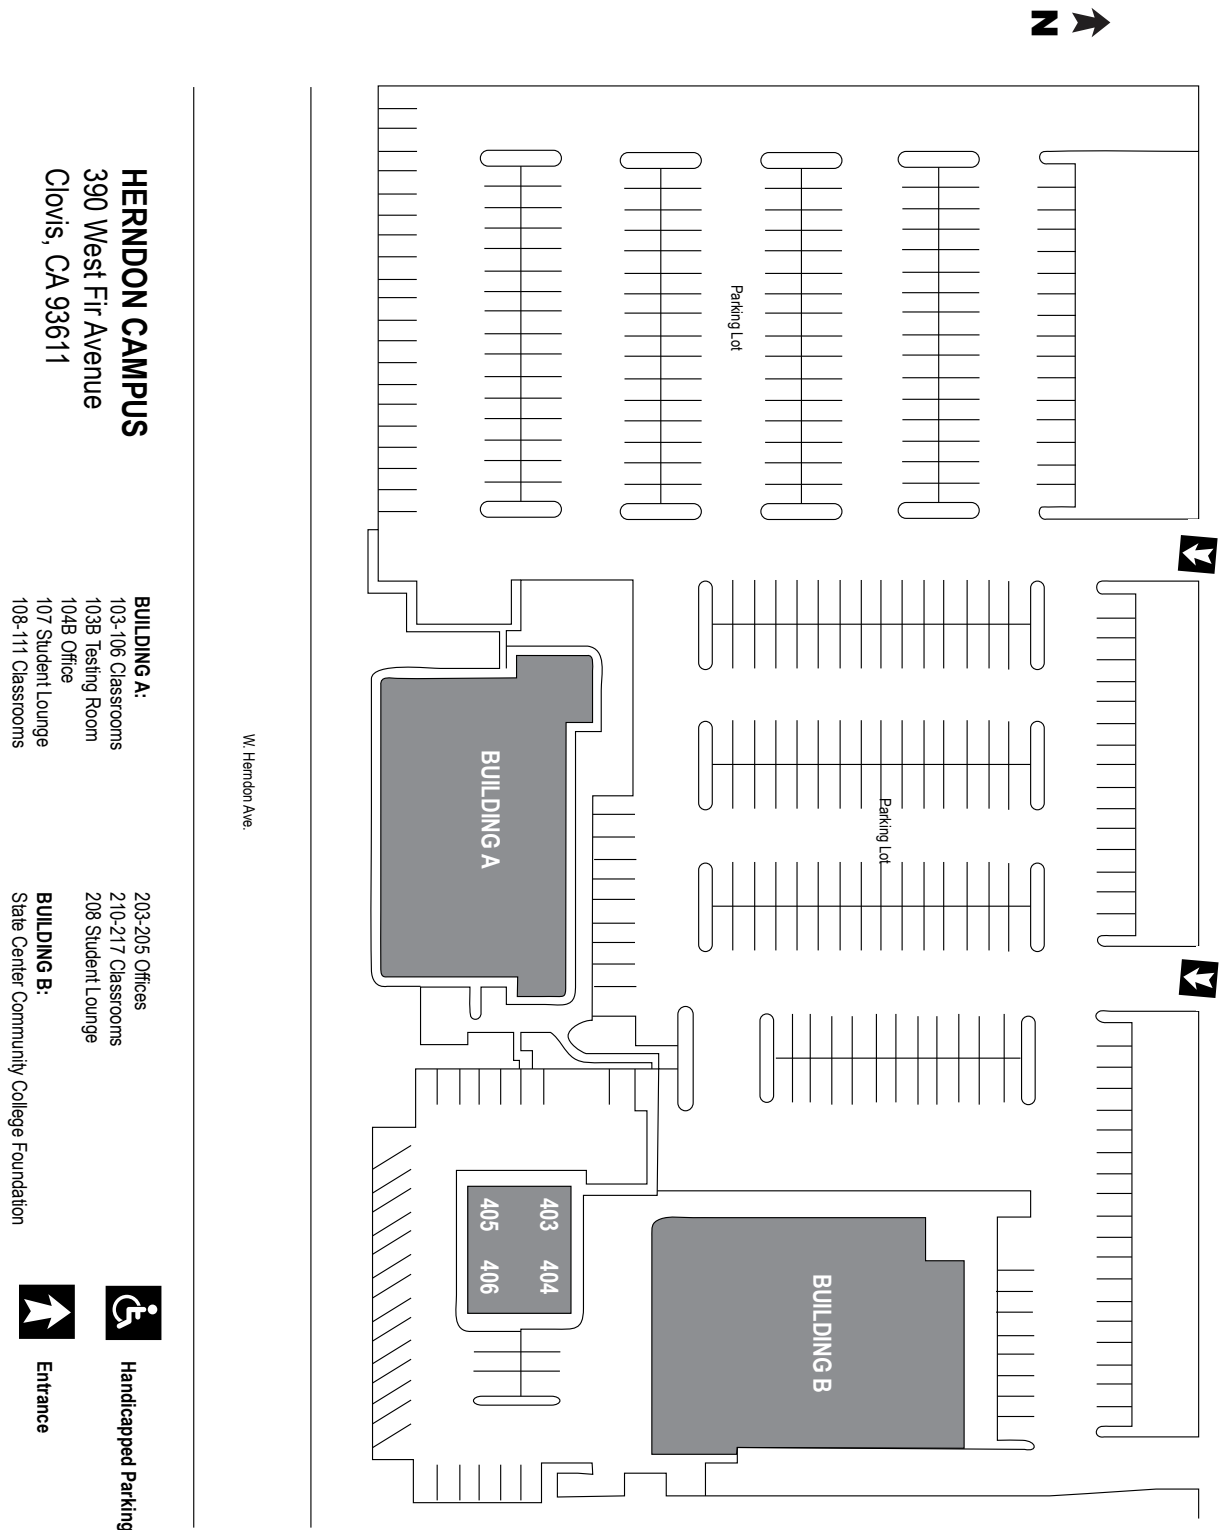 N
Parking Lot
Parking Lot
BUILDING A
403 404
405 406
BUILDING B
W. Herndon Ave.
HERNDON CAMPUS
390 West Fir Avenue
Clovis, CA 93611
BUILDING A:
103-106 Classrooms
103B Testing Room
104B Office
107 Student Lounge
108-111 Classrooms
203-205 Offices
210-217 Classrooms
208 Student Lounge
BUILDING B:
State Center Community College Foundation
Handicapped Parking
Entrance